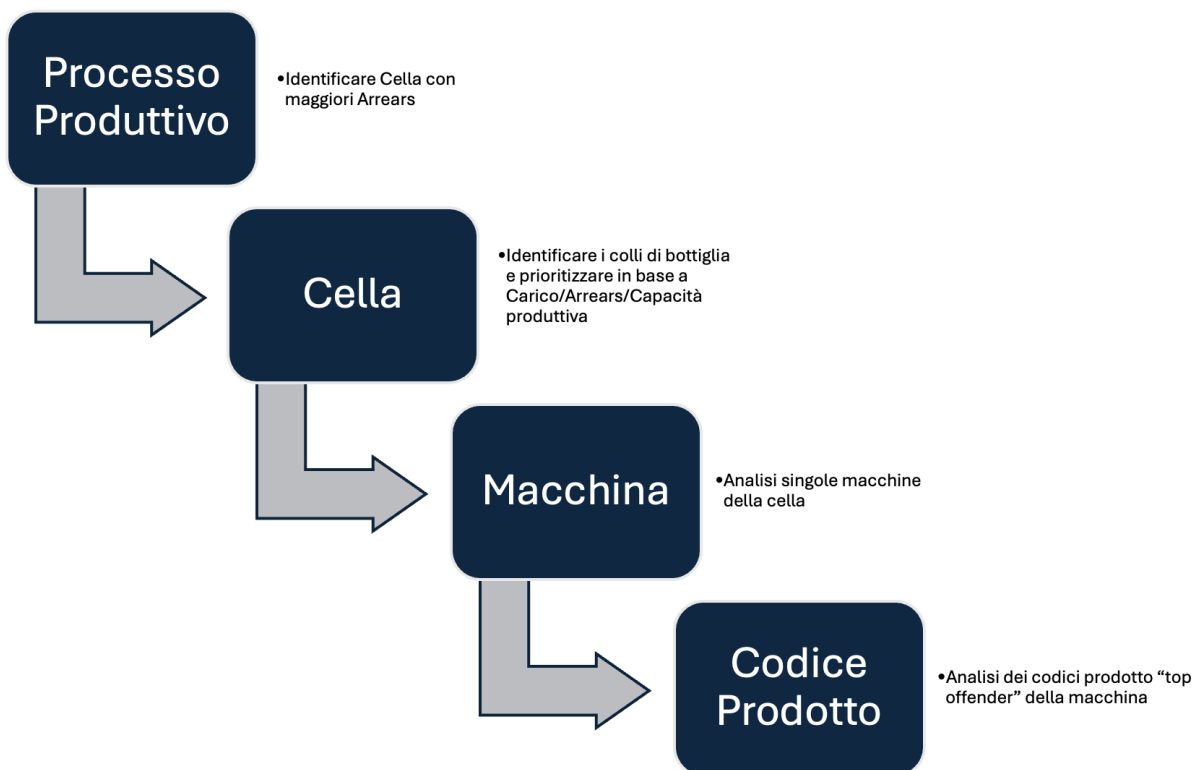 Processo
Produttivo
•Identificare Cella con
maggiori Arrears
Cella
•Identificare i colli di bottiglia
e prioritizzare in base a
Carico/Arrears/Capacità
produttiva
Macchina
•Analisi singole macchine
della cella
Codice
Prodotto
•Analisi dei codici prodotto “top
offender” della macchina